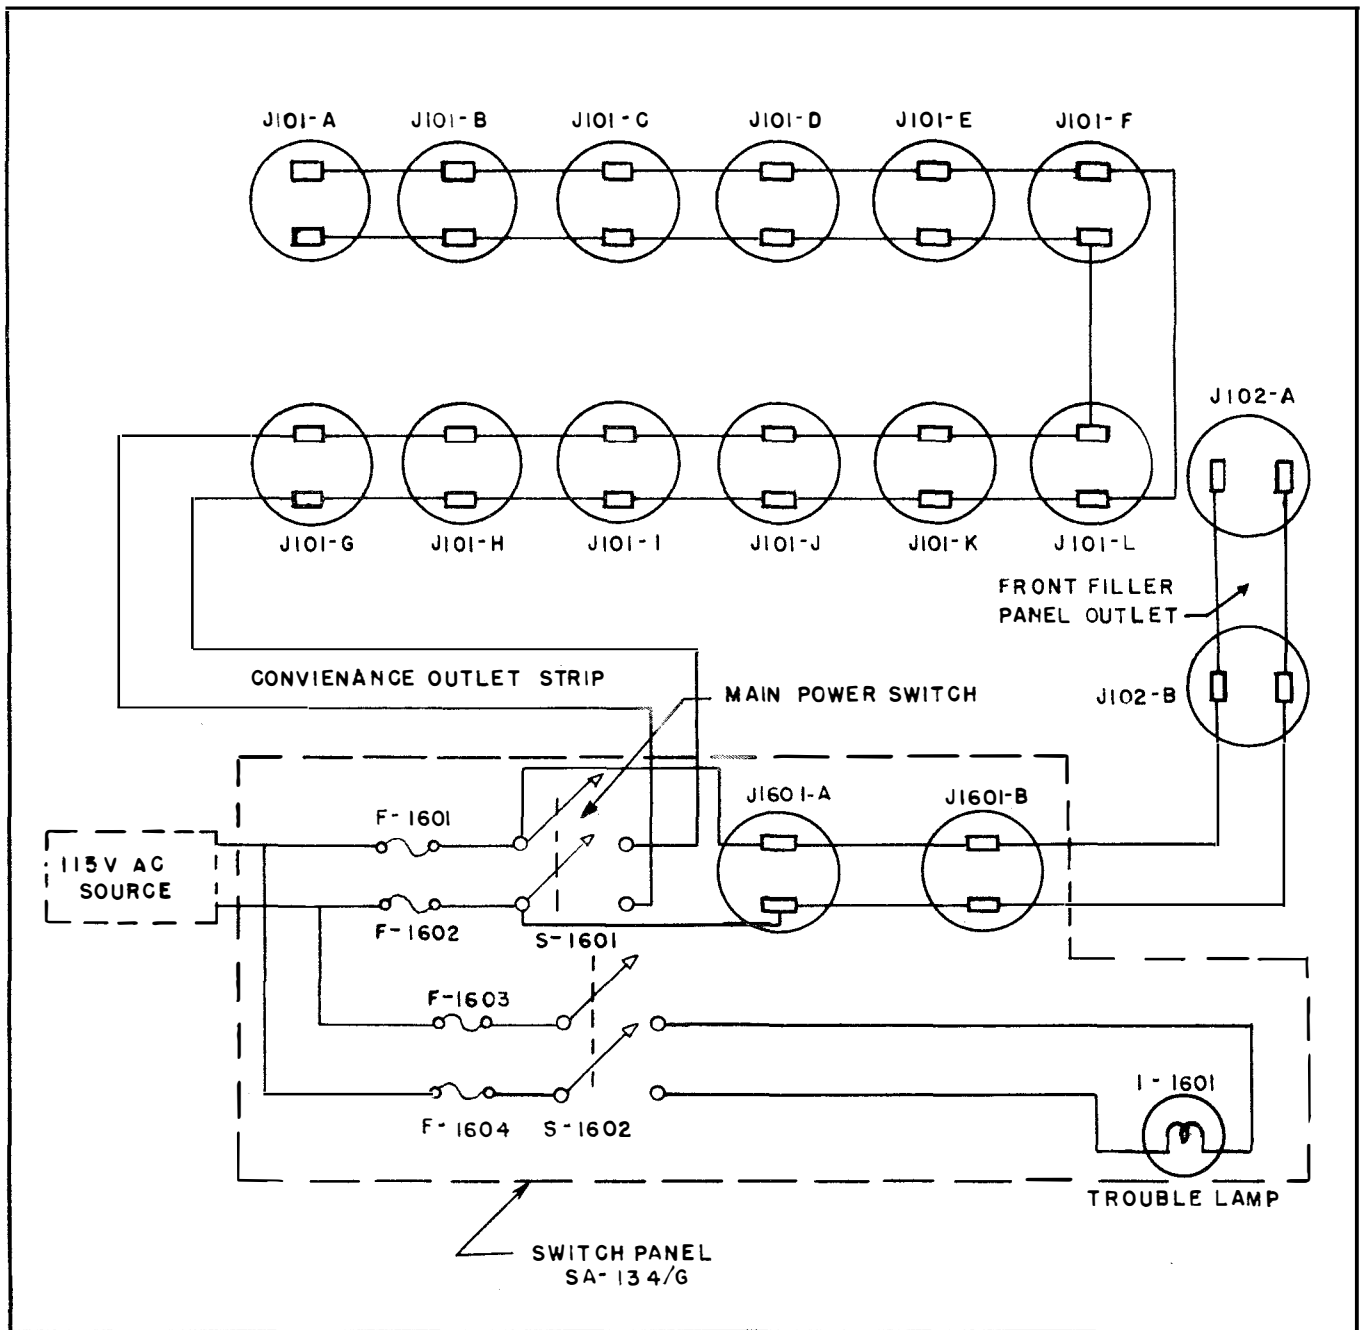 J101-A J101-B J101-C J101-D J101-E J101-F
J102-A
J101-G J101-H J101-I J101-J J101-K J101-L
FRONT FILLER
PANEL OUTLET
CONVIENANCE OUTLET STRIP
MAIN POWER SWITCH
J102-B
J1601-A J1601-B
F-1601
115V AC
SOURCE
F-1602
S-1601
F-1603
I-1601
F-1604 S-1602
TROUBLE LAMP
SWITCH PANEL
SA-134/G